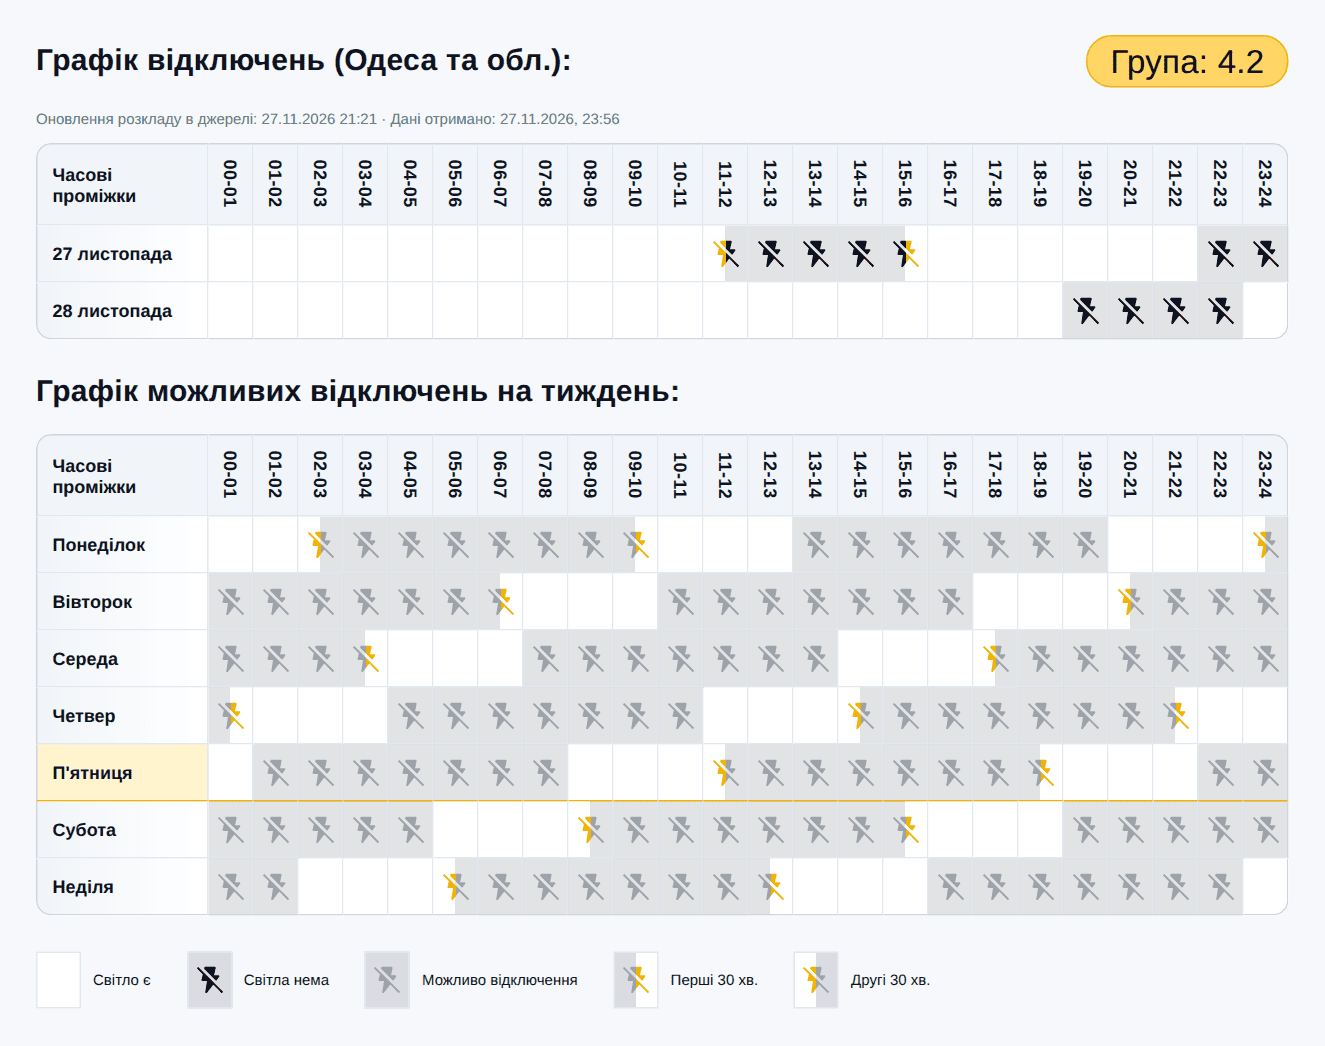 Графік відключень (Одеса та обл.):
Група: 4.2
Оновлення розкладу в джерелі: 27.11.2026 21:21 · Дані отримано: 27.11.2026, 23:56
Часові
проміжки
00-01 01-02 02-03 03-04 04-05 05-06 06-07 07-08 08-09 09-10 10-11 11-12 12-13 13-14 14-15 15-16 16-17 17-18 18-19 19-20 20-21 21-22 22-23 23-24
27 листопада
28 листопада
Графік можливих відключень на тиждень:
Часові
проміжки
00-01 01-02 02-03 03-04 04-05 05-06 06-07 07-08 08-09 09-10 10-11 11-12 12-13 13-14 14-15 15-16 16-17 17-18 18-19 19-20 20-21 21-22 22-23 23-24
Понеділок
Вівторок
Середа
Четвер
П'ятниця
Субота
Неділя
Світло є
Світла нема
Можливо відключення
Перші 30 хв.
Другі 30 хв.